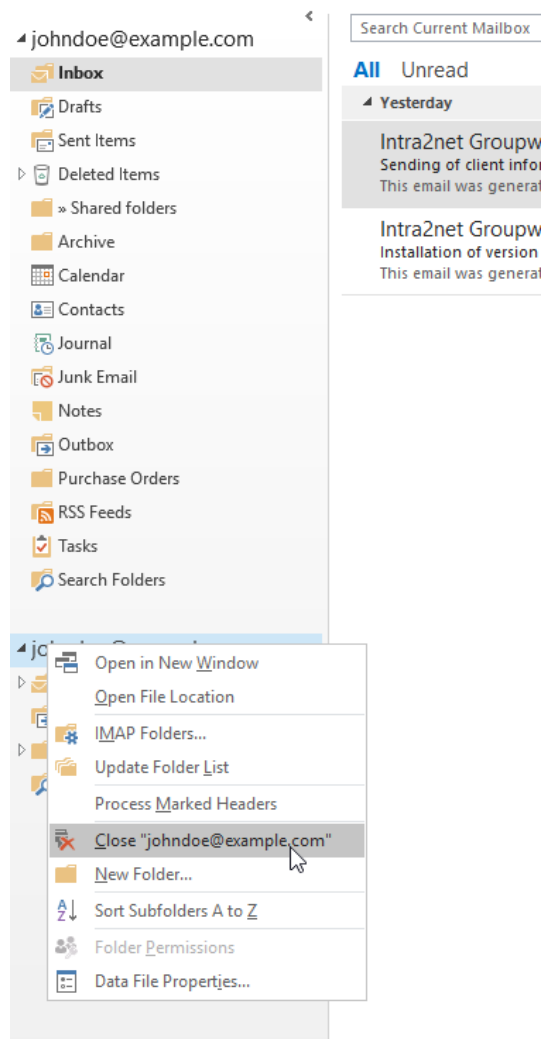 johndoe@example.com
Inbox
Drafts
Sent Items
Deleted Items
» Shared folders
Archive
Calendar
Contacts
Journal
Junk Email
Notes
Outbox
Purchase Orders
RSS Feeds
Tasks
Search Folders
Open in New Window
Open File Location
IMAP Folders...
Update Folder List
Process Marked Headers
Close "johndoe@example.com"
New Folder...
Sort Subfolders A to Z
Folder Permissions
Data File Properties...
Search Current Mailbox
All Unread
Yesterday
Intra2net Groupw
Sending of client infor
This email was generat
Intra2net Groupw
Installation of version
This email was generat